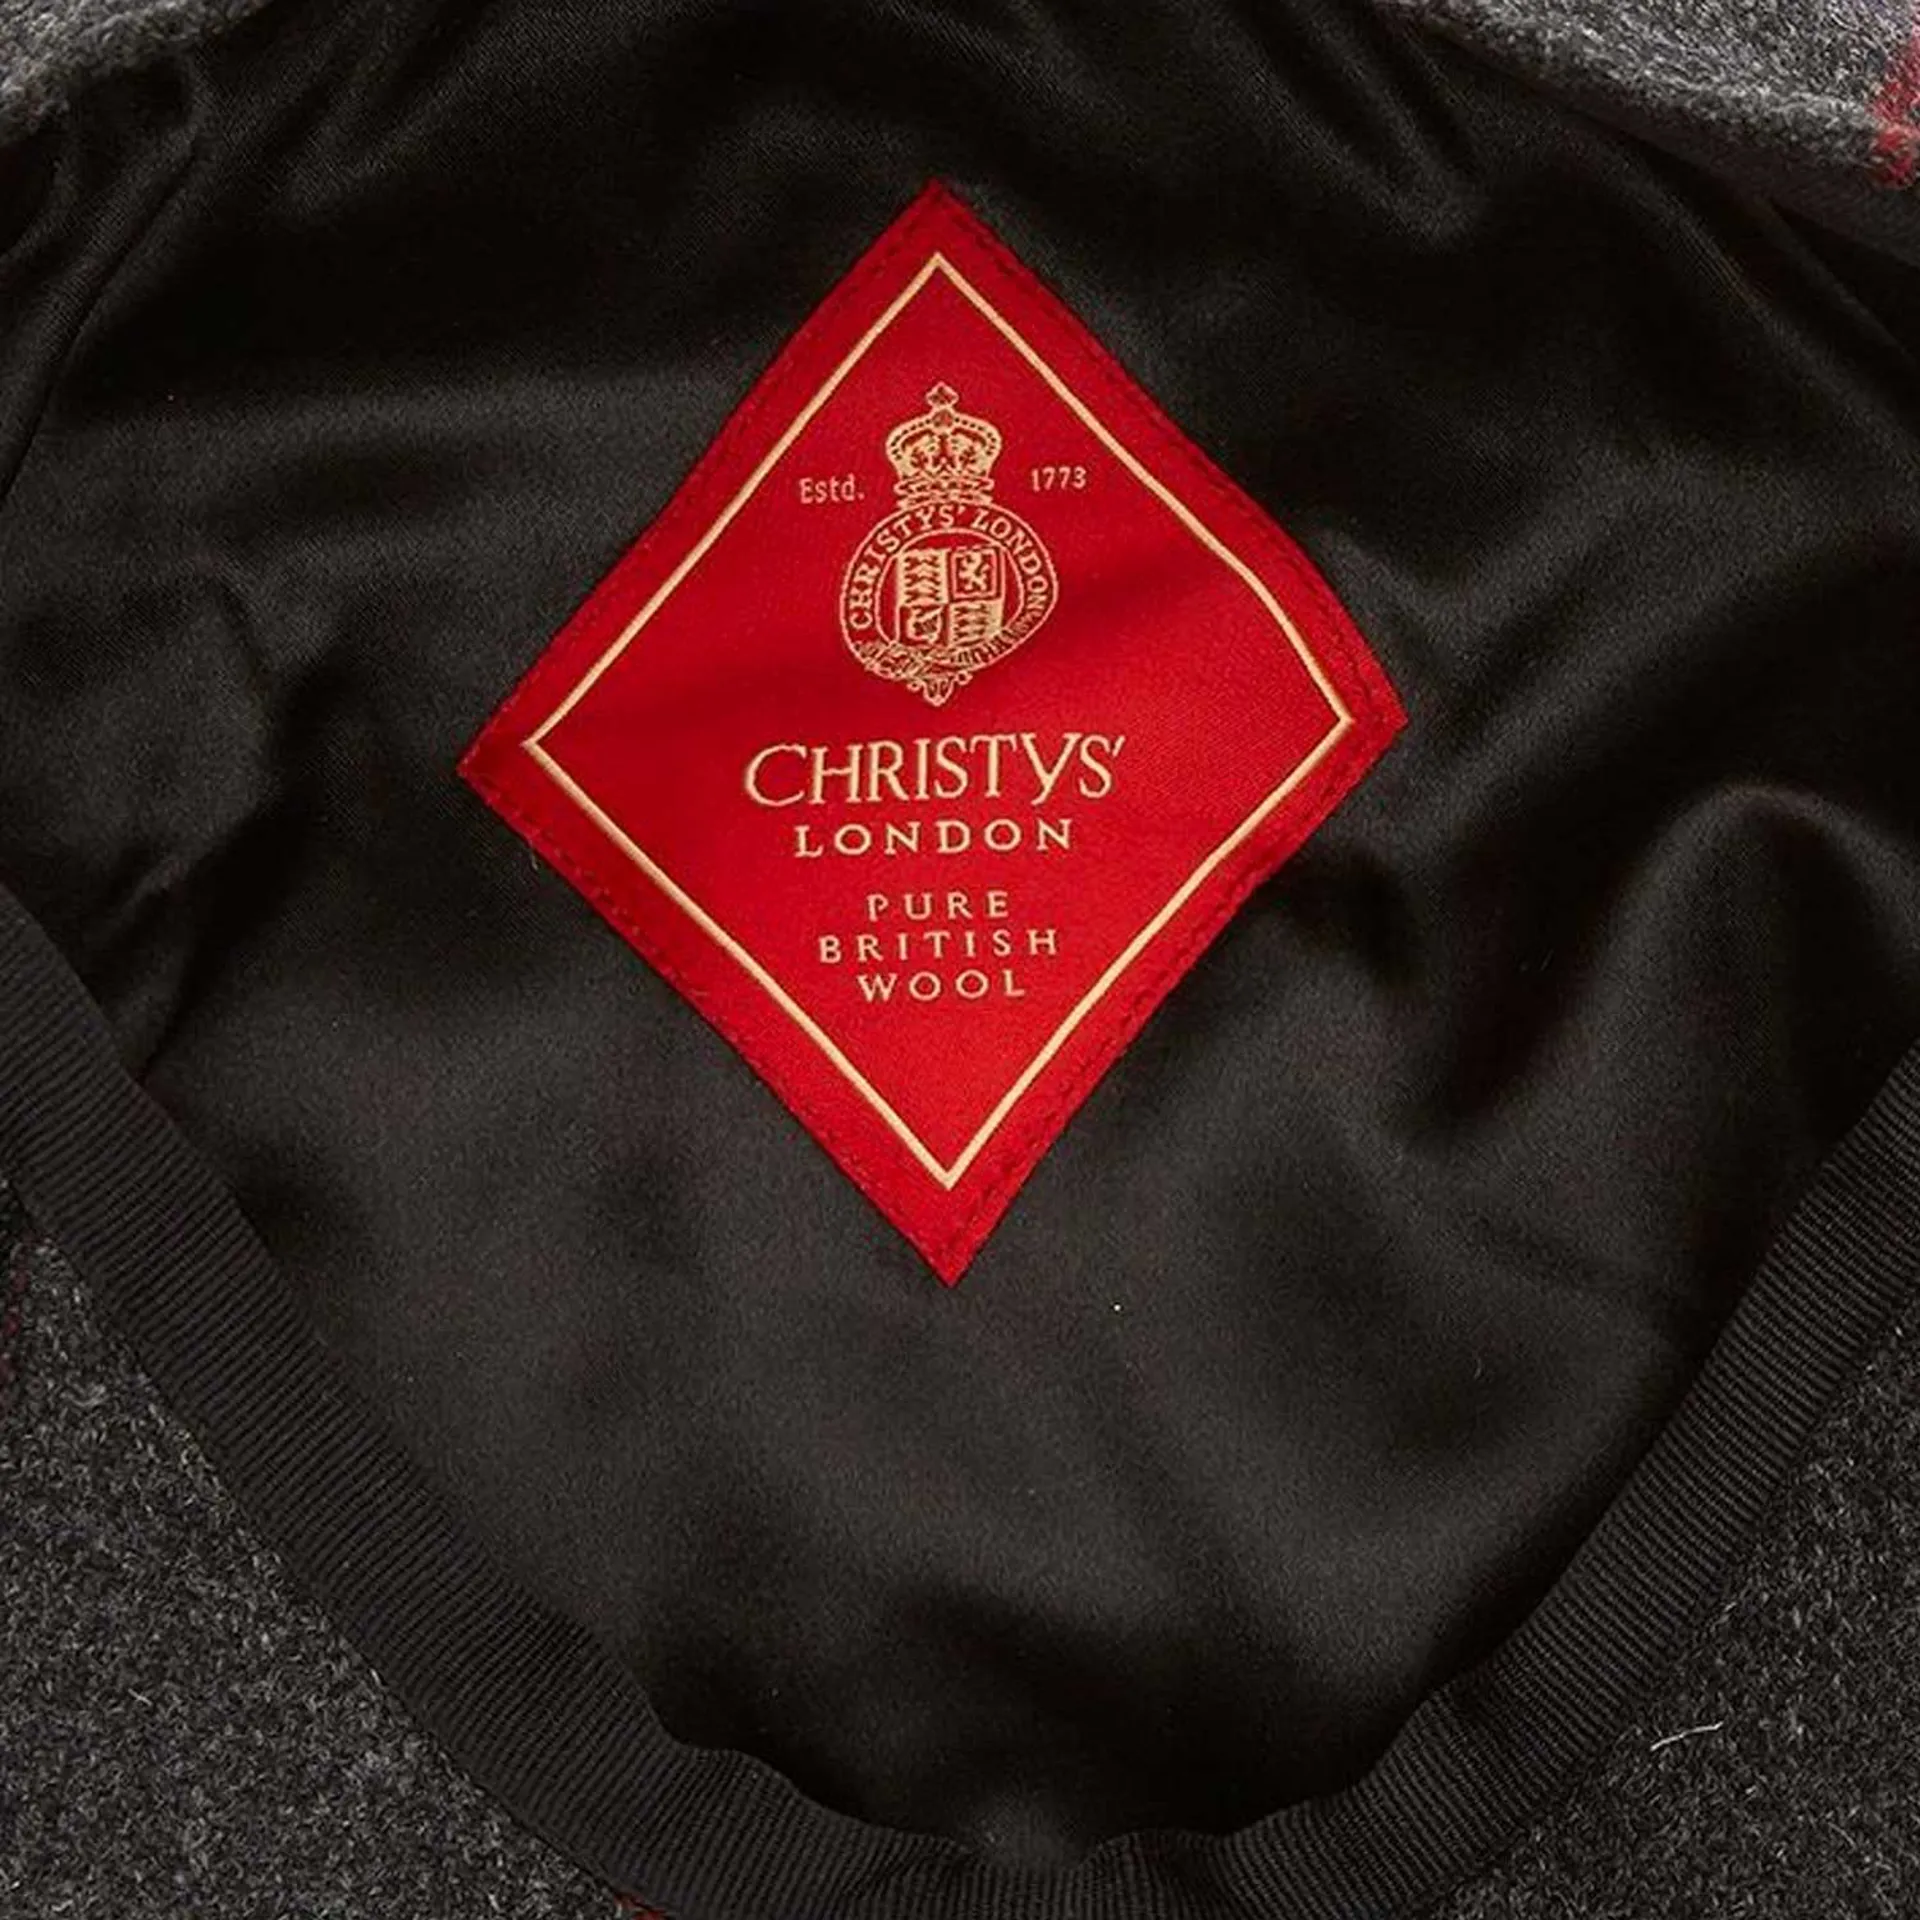 Estd. 1773
CHRISTYS' LONDON
CHRISTYS'
LONDON
PURE
BRITISH
WOOL